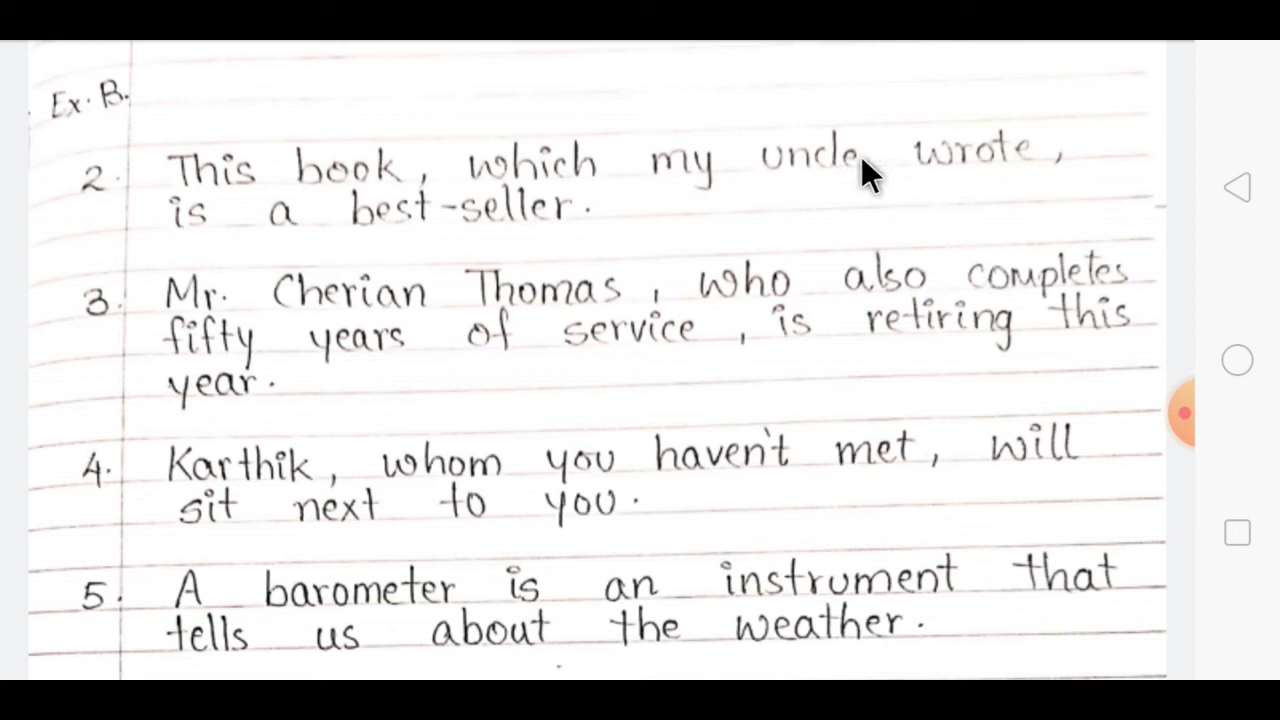 Ex. B.
2. This book, which my uncle wrote,
is a best-seller.
3. Mr. Cherian Thomas, who also completes
fifty years of service, is retiring this
year.
4. Karthik, whom you haven't met, will
sit next to you.
5. A barometer is an instrument that
tells us about the weather.